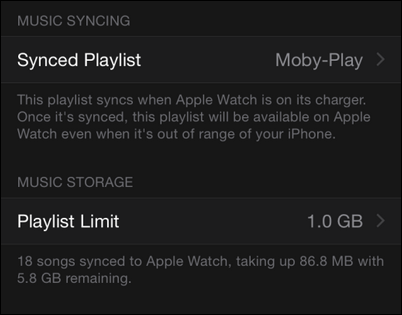 MUSIC SYNCING
Synced Playlist Moby-Play
This playlist syncs when Apple Watch is on its charger.
Once it's synced, this playlist will be available on Apple
Watch even when it's out of range of your iPhone.
MUSIC STORAGE
Playlist Limit 1.0 GB
18 songs synced to Apple Watch, taking up 86.8 MB with
5.8 GB remaining.